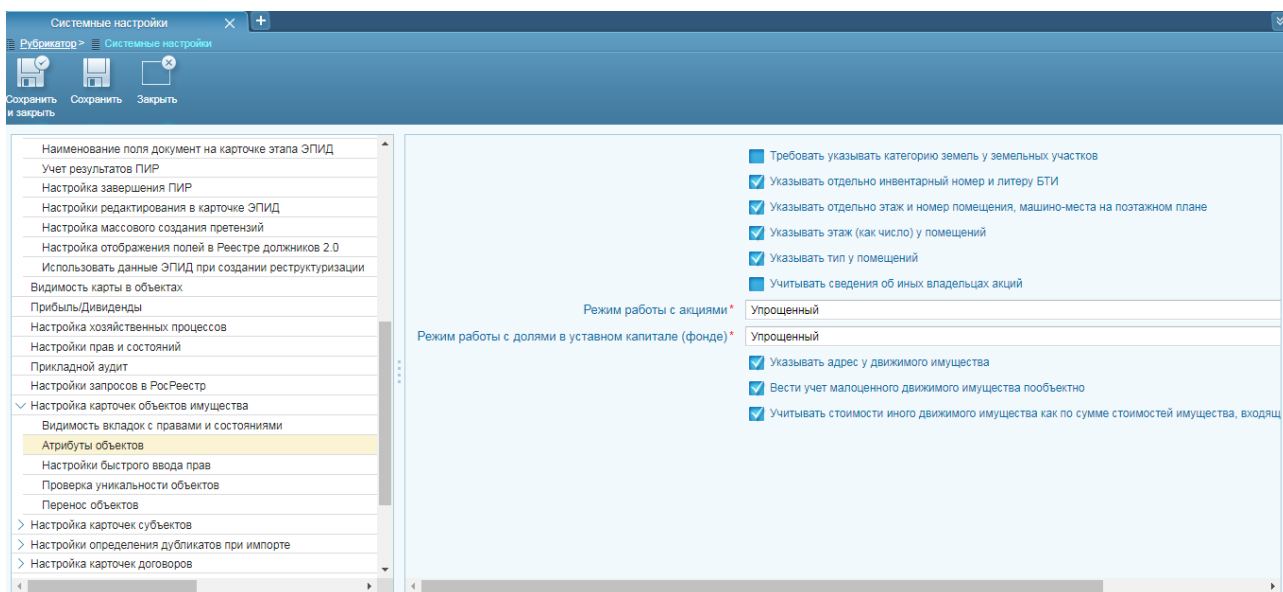 Системные настройки
Рубрикатор > Системные настройки
Сохранить и закрыть
Сохранить
Закрыть
Наименование поля документ на карточке этапа ЭПИД
Учет результатов ПИР
Настройка завершения ПИР
Настройки редактирования в карточке ЭПИД
Настройка массового создания претензий
Настройка отображения полей в Реестре должников 2.0
Использовать данные ЭПИД при создании реструктуризации
Видимость карты в объектах
Прибыль/Дивиденды
Настройка хозяйственных процессов
Настройки прав и состояний
Прикладной аудит
Настройки запросов в РосРеестр
Настройка карточек объектов имущества
Видимость вкладок с правами и состояниями
Атрибуты объектов
Настройки быстрого ввода прав
Проверка уникальности объектов
Перенос объектов
Настройка карточек субъектов
Настройки определения дубликатов при импорте
Настройка карточек договоров
Требовать указывать категорию земель у земельных участков
Указывать отдельно инвентарный номер и литеру БТИ
Указывать отдельно этаж и номер помещения, машино-места на поэтажном плане
Указывать этаж (как число) у помещений
Указывать тип у помещений
Учитывать сведения об иных владельцах акций
Режим работы с акциями* Упрощенный
Режим работы с долями в уставном капитале (фонде)* Упрощенный
Указывать адрес у движимого имущества
Вести учет малоценного движимого имущества пообъектно
Учитывать стоимости иного движимого имущества как по сумме стоимостей имущества, входящ